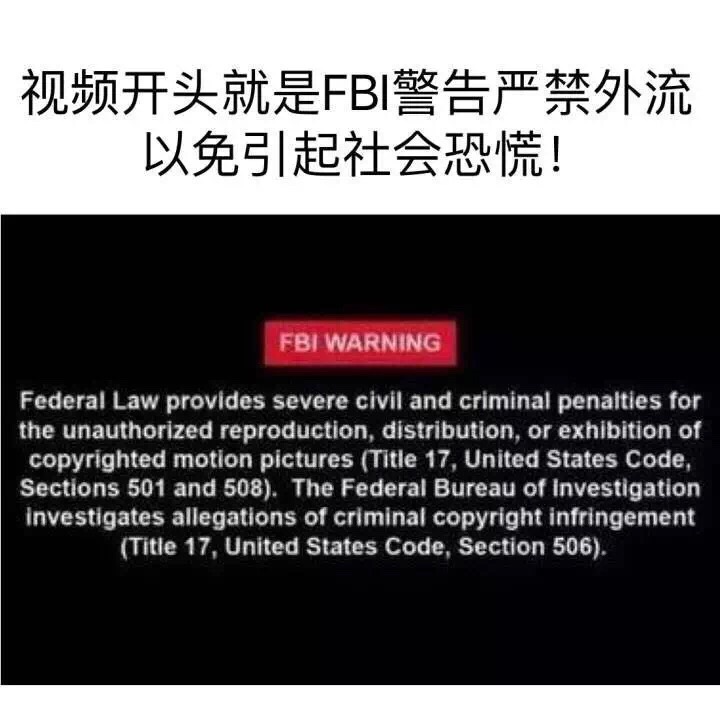 视频开头就是FBI警告严禁外流
以免引起社会恐慌！
FBI WARNING
Federal Law provides severe civil and criminal penalties for
the unauthorized reproduction, distribution, or exhibition of
copyrighted motion pictures (Title 17, United States Code,
Sections 501 and 508). The Federal Bureau of Investigation
investigates allegations of criminal copyright infringement
(Title 17, United States Code, Section 506).